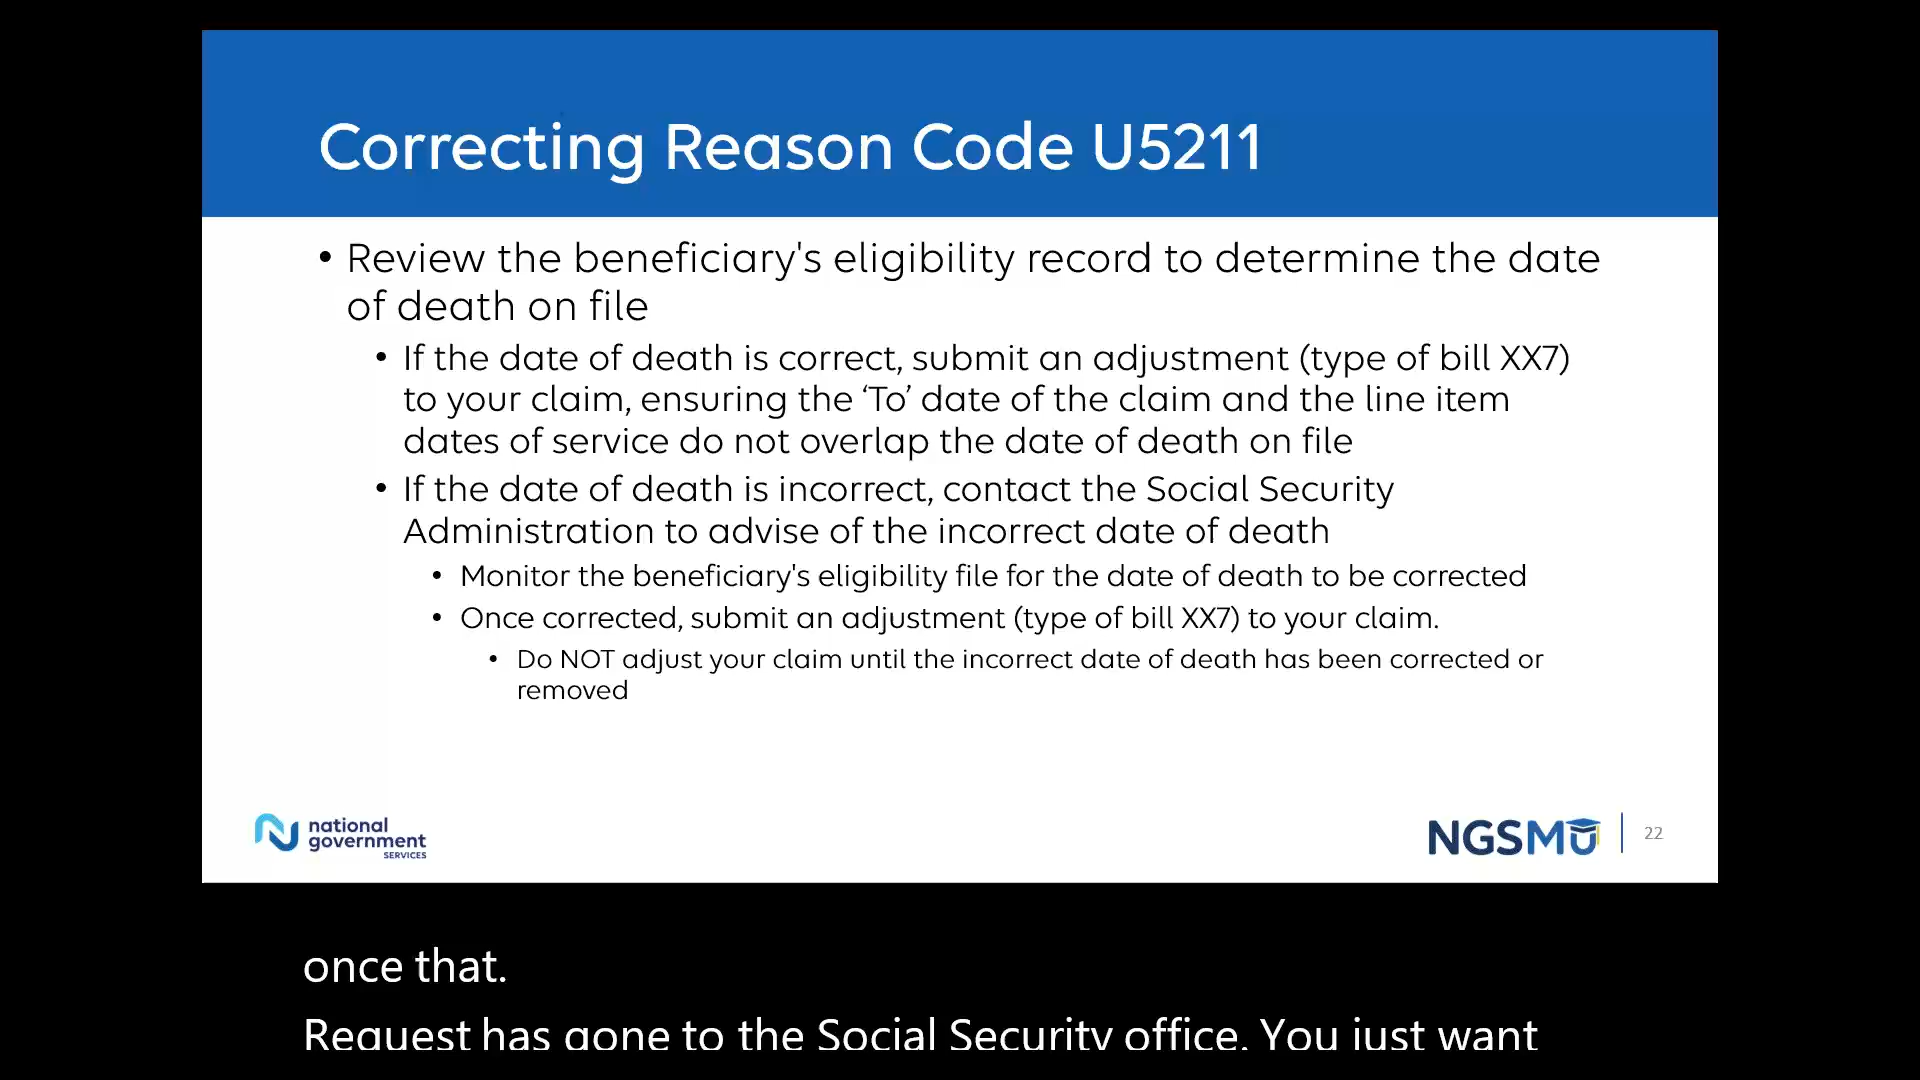 Correcting Reason Code U5211
• Review the beneficiary's eligibility record to determine the date
of death on file
• If the date of death is correct, submit an adjustment (type of bill XX7)
to your claim, ensuring the ‘To’ date of the claim and the line item
dates of service do not overlap the date of death on file
• If the date of death is incorrect, contact the Social Security
Administration to advise of the incorrect date of death
• Monitor the beneficiary's eligibility file for the date of death to be corrected
• Once corrected, submit an adjustment (type of bill XX7) to your claim.
• Do NOT adjust your claim until the incorrect date of death has been corrected or
removed
national
government
SERVICES
NGSMU
22
once that.
Request has gone to the Social Security office. You just want